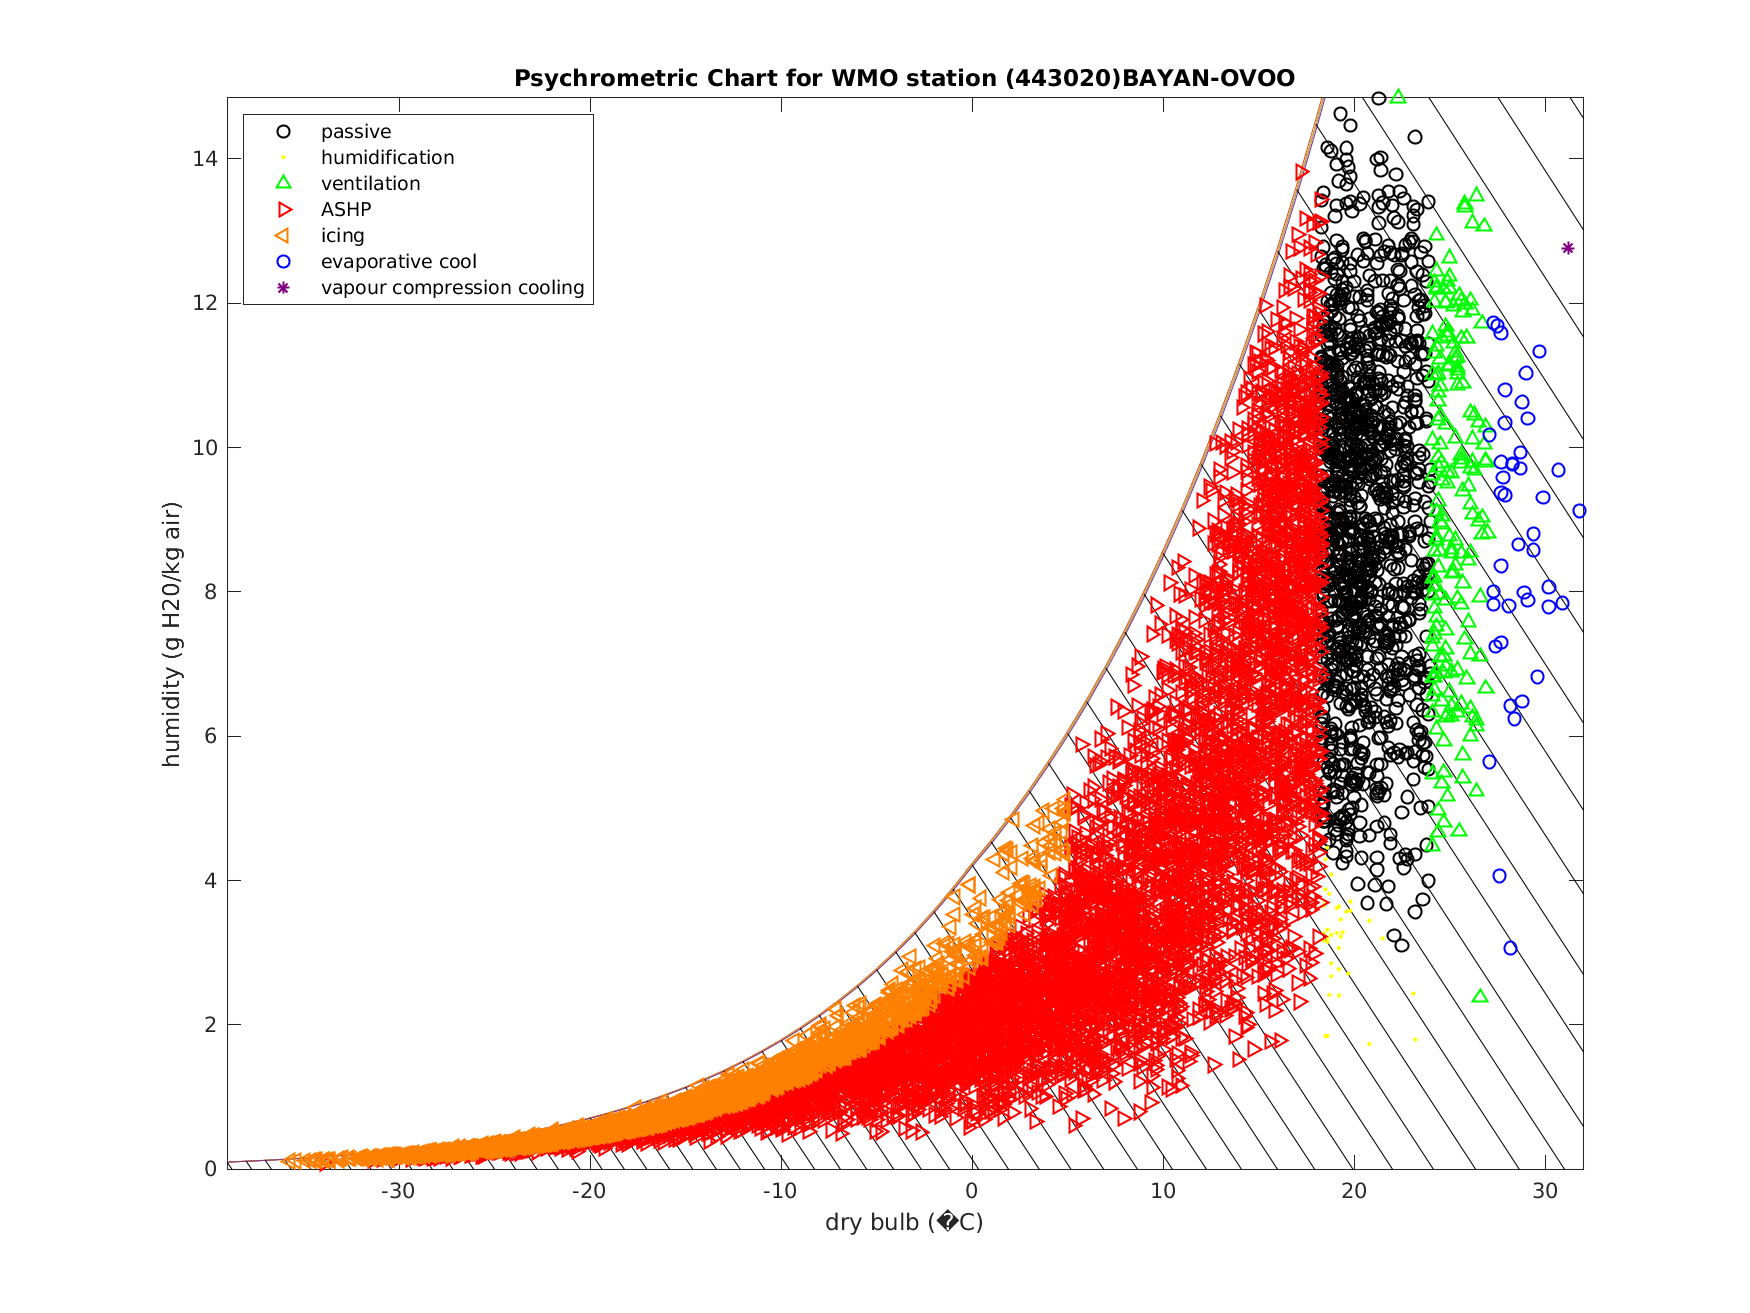 Psychrometric Chart for WMO station (443020)BAYAN-OVOO
passive
humidification
ventilation
ASHP
icing
evaporative cool
vapour compression cooling
humidity (g H20/kg air)
14
12
10
8
6
4
2
0
-30 -20 -10 0 10 20 30
dry bulb (�C)